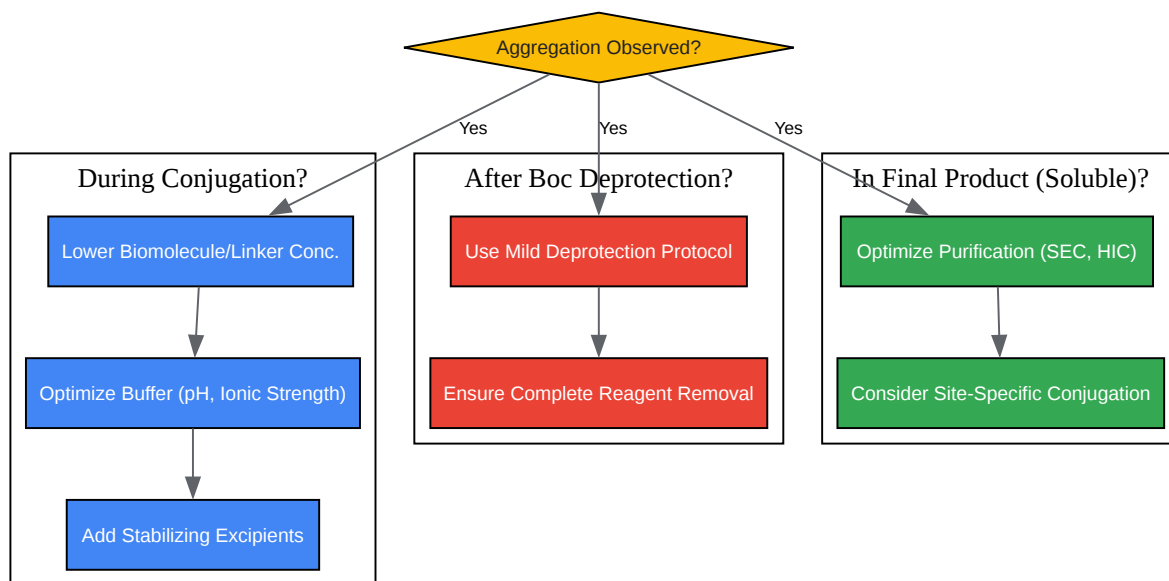 Aggregation Observed?
Yes
Yes
Yes
During Conjugation?
After Boc Deprotection?
In Final Product (Soluble)?
Lower Biomolecule/Linker Conc.
Use Mild Deprotection Protocol
Optimize Purification (SEC, HIC)
Optimize Buffer (pH, Ionic Strength)
Ensure Complete Reagent Removal
Consider Site-Specific Conjugation
Add Stabilizing Excipients